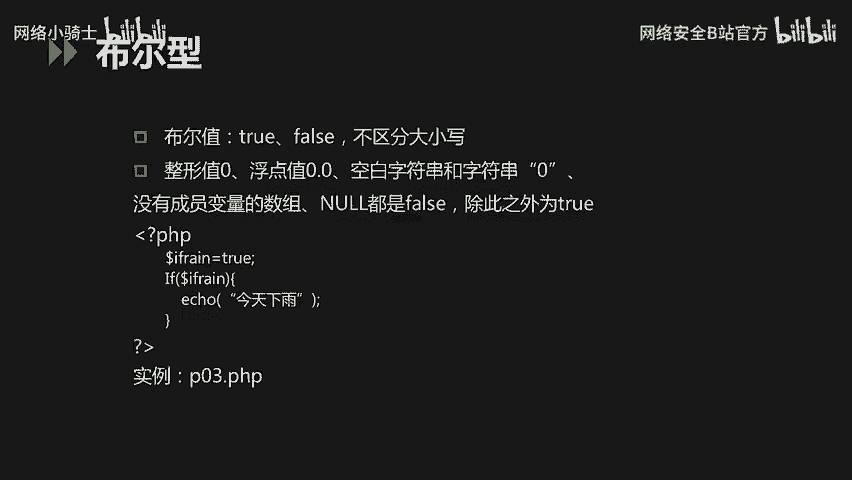 网络小骑士 bilibili
网络安全B站官方 bilibili
布尔型
布尔值：true、false，不区分大小写
整形值0、浮点值0.0、空白字符串和字符串“0”、
没有成员变量的数组、NULL都是false，除此之外为true
<?php
$ifrain=true;
If($ifrain){
echo(“今天下雨”);
}
?>
实例：p03.php